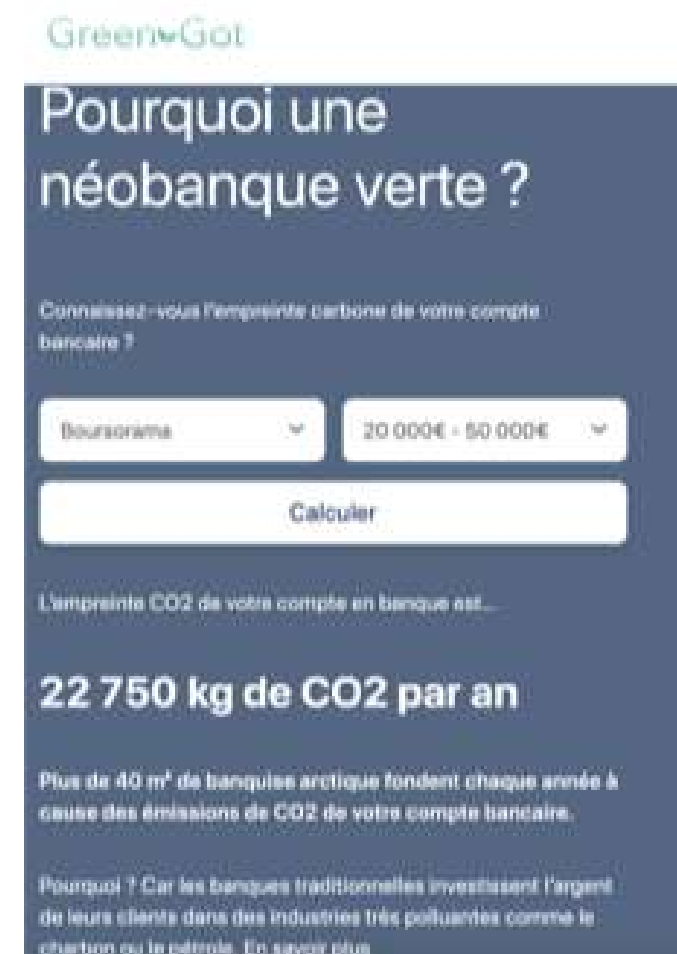 Green-Got
Pourquoi une
néobanque verte ?
Connaissez-vous l'empreinte carbone de votre compte
bancaire ?
Boursorama
20 000€ - 50 000€
Calculer
L'empreinte CO2 de votre compte en banque est...
22 750 kg de CO2 par an
Plus de 40 m² de banquise arctique fondent chaque année à
cause des émissions de CO2 de votre compte bancaire.
Pourquoi ? Car les banques traditionnelles investissent l'argent
de leurs clients dans des industries très polluantes comme le
charbon ou le pétrole. En savoir plus